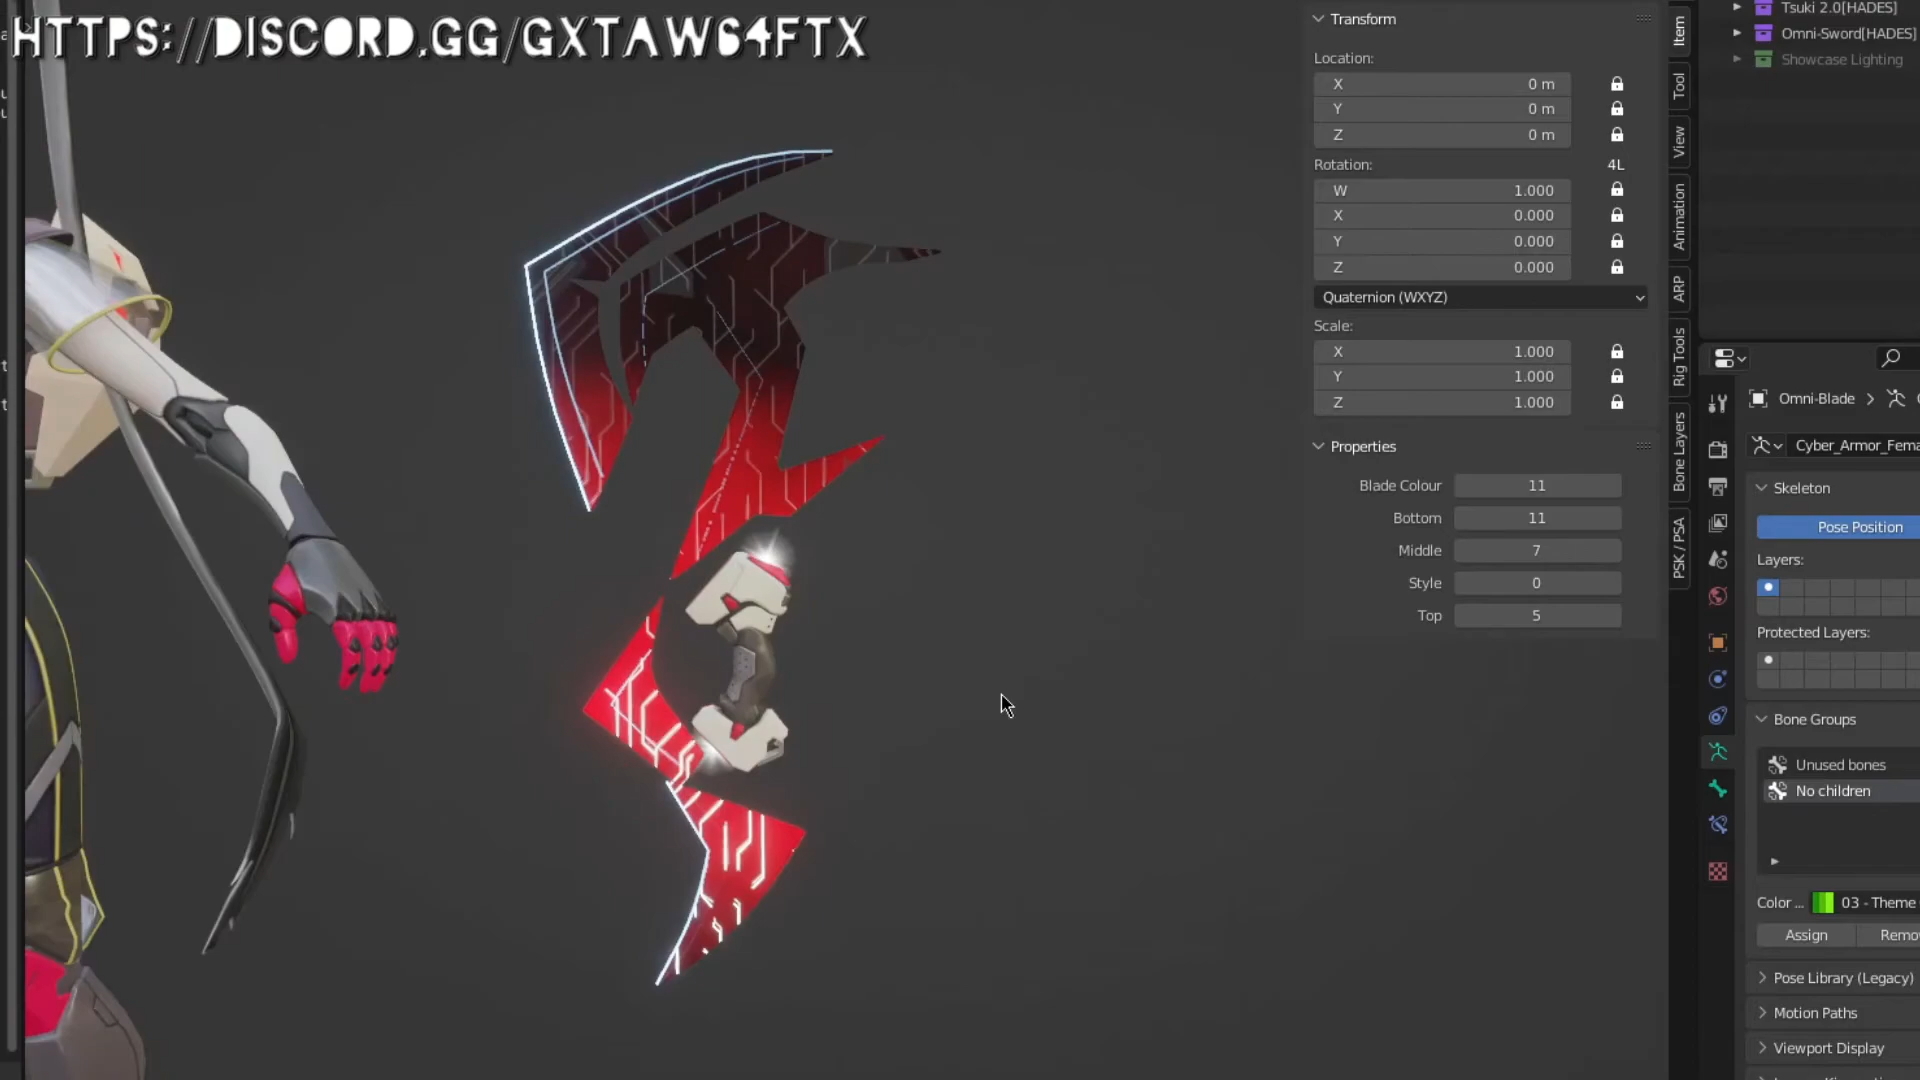 HTTPS://DISCORD.GG/GXTAW64FTX
Transform
Location:
X 0 m
Y 0 m
Z 0 m
Rotation: 4L
W 1.000
X 0.000
Y 0.000
Z 0.000
Quaternion (WXYZ)
Scale:
X 1.000
Y 1.000
Z 1.000
Properties
Blade Colour 11
Bottom 11
Middle 7
Style 0
Top 5
Item
Tool
View
Animation
ARP
Rig Tools
Bone Layers
PSK / PSA
Tsuki 2.0[HADES]
Omni-Sword[HADES]
Showcase Lighting
Omni-Blade
Cyber_Armor_Fema
Skeleton
Pose Position
Layers:
Protected Layers:
Bone Groups
Unused bones
No children
Color ... 03 - Theme
Assign Remo
Pose Library (Legacy)
Motion Paths
Viewport Display